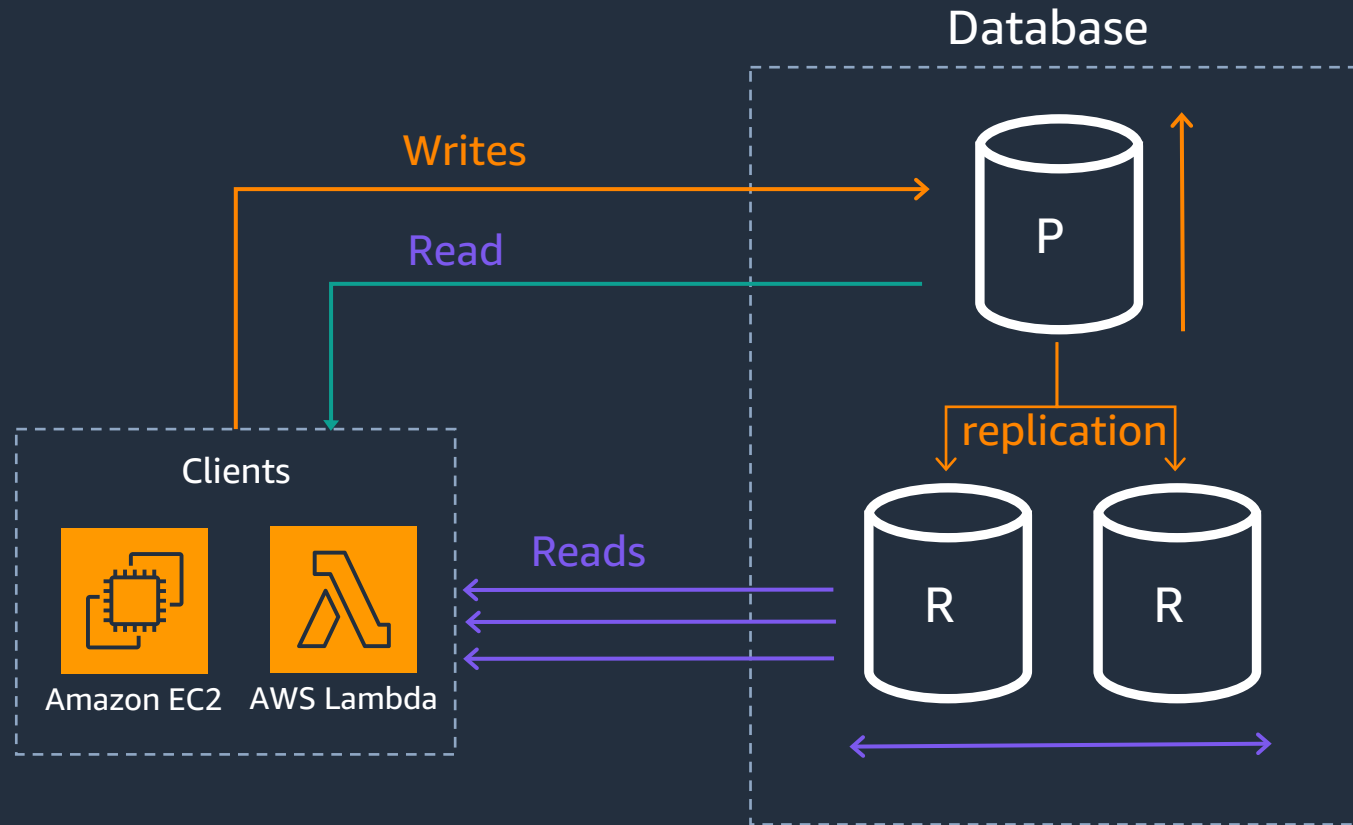 Database
Writes
P
Read
replication
Clients
Reads
R
R
Amazon EC2
AWS Lambda